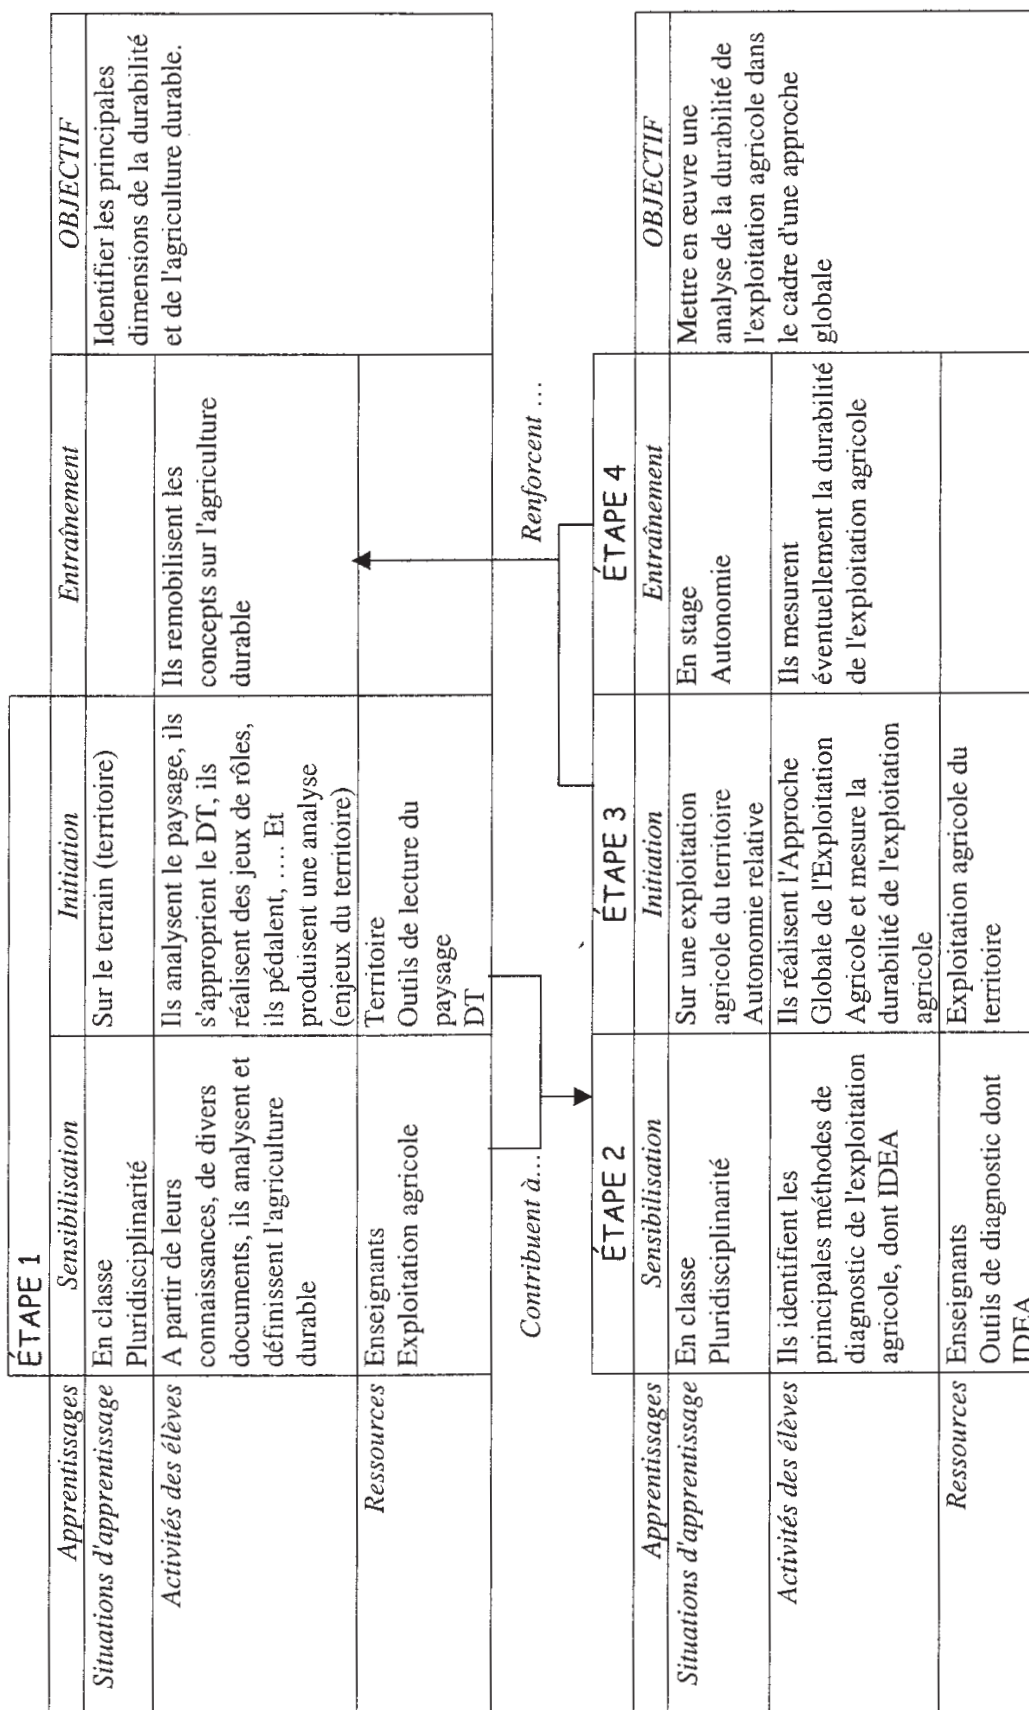 ÉTAPE 1
Apprentissages
Sensibilisation
Initiation
Entraînement
OBJECTIF
Situations d'apprentissage
En classe
Pluridisciplinarité
Sur le terrain (territoire)
Identifier les principales
dimensions de la durabilité
et de l'agriculture durable.
Activités des élèves
A partir de leurs
connaissances, de divers
documents, ils analysent et
définissent l'agriculture
durable
Ils analysent le paysage, ils
s'approprient le DT, ils
réalisent des jeux de rôles,
ils pédalent, .... Et
produisent une analyse
(enjeux du territoire)
Ils remobilisent les
concepts sur l'agriculture
durable
Ressources
Enseignants
Exploitation agricole
Territoire
Outils de lecture du
paysage
DT
Contribuent à...
Renforcent ...
ÉTAPE 2
ÉTAPE 3
ÉTAPE 4
Apprentissages
Sensibilisation
Initiation
Entraînement
OBJECTIF
Situations d'apprentissage
En classe
Pluridisciplinarité
Sur une exploitation
agricole du territoire
Autonomie relative
En stage
Autonomie
Mettre en œuvre une
analyse de la durabilité de
l'exploitation agricole dans
le cadre d'une approche
globale
Activités des élèves
Ils identifient les
principales méthodes de
diagnostic de l'exploitation
agricole, dont IDEA
Ils réalisent l'Approche
Globale de l'Exploitation
Agricole et mesure la
durabilité de l'exploitation
agricole
Ils mesurent
éventuellement la durabilité
de l'exploitation agricole
Ressources
Enseignants
Outils de diagnostic dont
IDEA
Exploitation agricole du
territoire